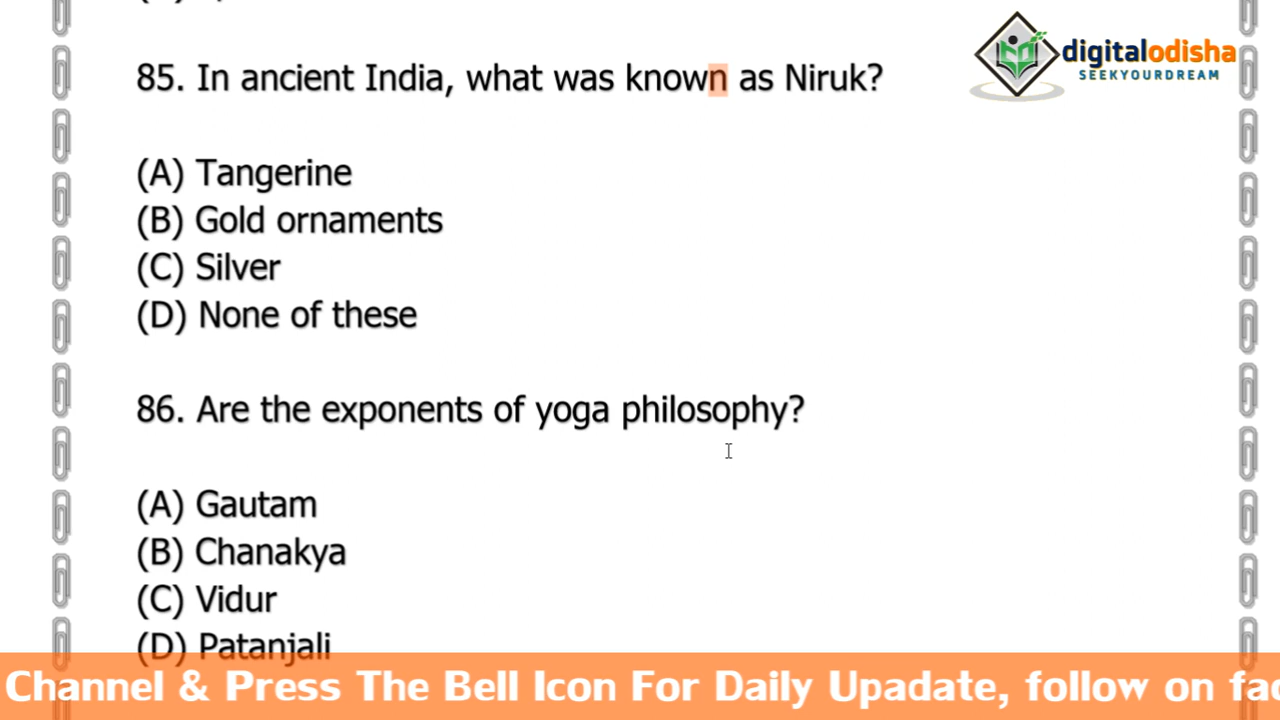 digitalodisha
SEEKYOURDREAM
85. In ancient India, what was known as Niruk?
(A) Tangerine
(B) Gold ornaments
(C) Silver
(D) None of these
86. Are the exponents of yoga philosophy?
(A) Gautam
(B) Chanakya
(C) Vidur
(D) Patanjali
Channel & Press The Bell Icon For Daily Upadate, follow on fac